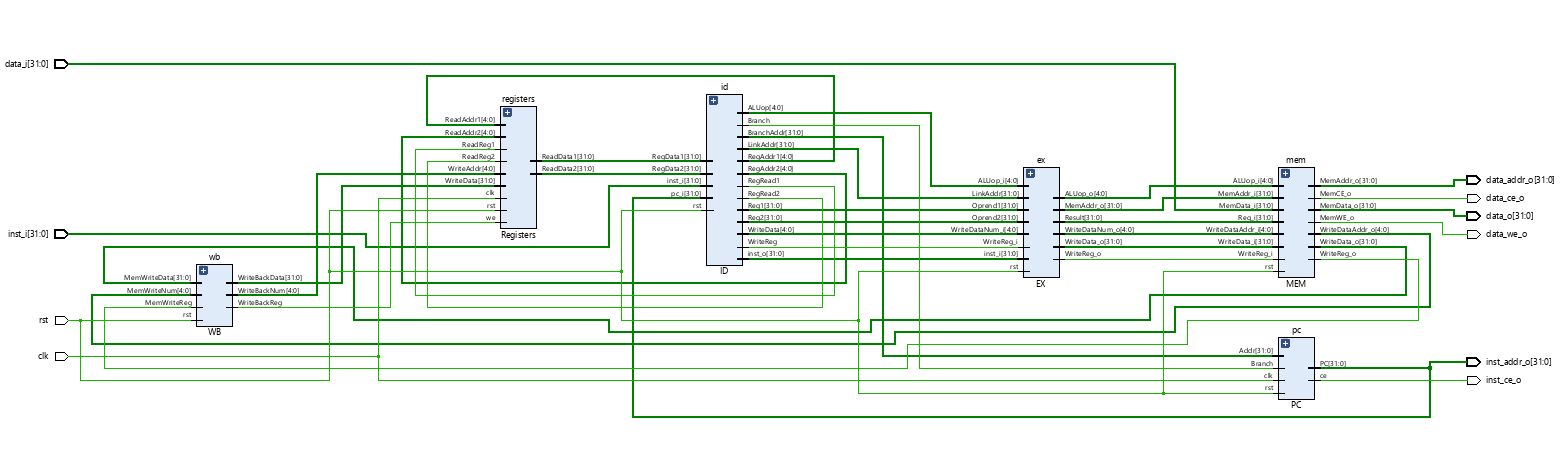 data_i[31:0]
inst_i[31:0]
rst
clk
wb
MemWriteData[31:0]
MemWriteNum[4:0]
MemWriteReg
rst
WriteBackData[31:0]
WriteBackNum[4:0]
WriteBackReg
WB
registers
ReadAddr1[4:0]
ReadAddr2[4:0]
ReadReg1
ReadReg2
WriteAddr[4:0]
WriteData[31:0]
clk
rst
we
ReadData1[31:0]
ReadData2[31:0]
Registers
id
RegData1[31:0]
RegData2[31:0]
inst_i[31:0]
pc_i[31:0]
rst
ALUop[4:0]
Branch
BranchAddr[31:0]
LinkAddr[31:0]
RegAddr1[4:0]
RegAddr2[4:0]
RegRead1
RegRead2
Reg1[31:0]
Reg2[31:0]
WriteData[4:0]
WriteReg
inst_o[31:0]
ID
ex
ALUop_i[4:0]
LinkAddr[31:0]
Oprend1[31:0]
Oprend2[31:0]
WriteDataNum_i[4:0]
WriteReg_i
inst_i[31:0]
rst
ALUop_o[4:0]
MemAddr_o[31:0]
Result[31:0]
WriteDataNum_o[4:0]
WriteData_o[31:0]
WriteReg_o
EX
mem
ALUop_i[4:0]
MemAddr_i[31:0]
MemData_i[31:0]
Reg_i[31:0]
WriteDataAddr_i[4:0]
WriteData_i[31:0]
WriteReg_i
rst
MemAddr_o[31:0]
MemCE_o
MemData_o[31:0]
MemWE_o
WriteDataAddr_o[4:0]
WriteData_o[31:0]
WriteReg_o
MEM
pc
Addr[31:0]
Branch
clk
rst
PC[31:0]
ce
PC
data_addr_o[31:0]
data_ce_o
data_o[31:0]
data_we_o
inst_addr_o[31:0]
inst_ce_o